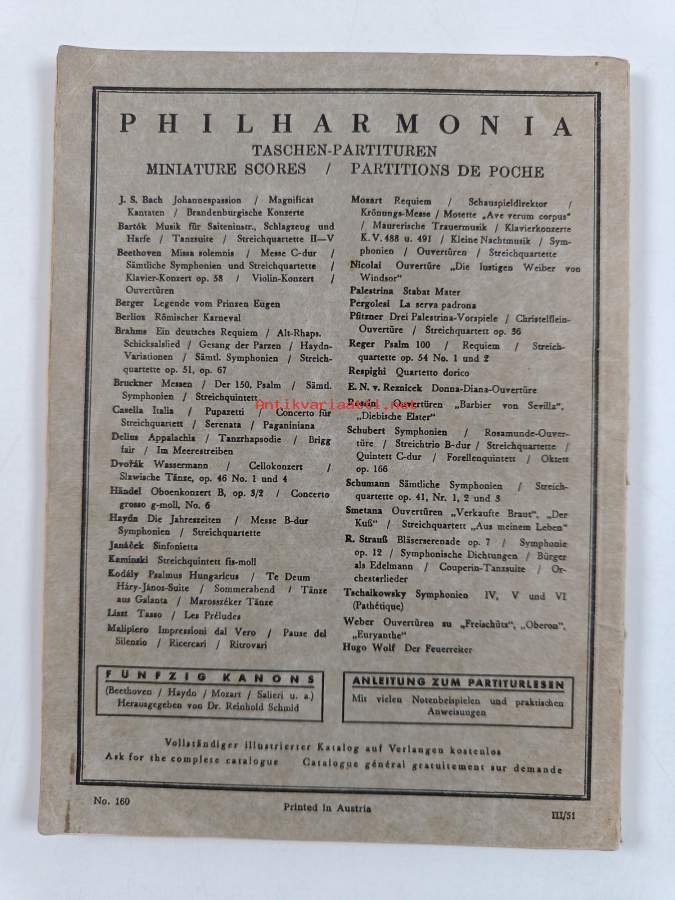 PHILHARMONIA
TASCHEN-PARTITUREN
MINIATURE SCORES / PARTITIONS DE POCHE
J. S. Bach Johannespassion / Magnificat
Kantaten / Brandenburgische Konzerte
Bartók Musik für Saiteninstr., Schlagzeug und
Harfe / Tanzsuite / Streichquartette II—V
Beethoven Missa solemnis / Messe C-dur /
Sämtliche Symphonien und Streichquartette /
Klavier-Konzert op. 58 / Violin-Konzert /
Ouvertüren
Berger Legende vom Prinzen Eugen
Berlioz Römischer Karneval
Brahms Ein deutsches Requiem / Alt-Rhaps.
Schicksalslied / Gesang der Parzen / Haydn-
Variationen / Sämtl. Symphonien / Streich-
quartette op. 51, op. 67
Bruckner Messen / Der 150. Psalm / Sämtl.
Symphonien / Streichquintett
Casella Italia / Pupazetti / Concerto für
Streichquartett / Serenata / Paganiniana
Delius Appalachia / Tanzrhapsodie / Brigg
fair / Im Meerestreiben
Dvořák Wassermann / Cellokonzert /
Slawische Tänze, op. 46 No. 1 und 4
Händel Oboenkonzert B, op. 3/2 / Concerto
grosso g-moll, No. 6
Haydn Die Jahreszeiten / Messe B-dur
Symphonien / Streichquartette
Janáček Sinfonietta
Kaminski Streichquintett fis-moll
Kodály Psalmus Hungaricus / Te Deum
Háry-János-Suite / Sommerabend / Tänze
aus Galanta / Marosszéker Tänze
Liszt Tasso / Les Préludes
Malipiero Impressioni dal Vero / Pause del
Silenzio / Ricercari / Ritrovari
Mozart Requiem / Schauspieldirektor /
Krönungs-Messe / Motette „Ave verum corpus"
/ Maurerische Trauermusik / Klavierkonzerte
K. V. 488 u. 491 / Kleine Nachtmusik / Sym-
phonien / Ouvertüren / Streichquartette
Nicolai Ouvertüre „Die lustigen Weiber von
Windsor"
Palestrina Stabat Mater
Pergolesi La serva padrona
Pfitzner Drei Palestrina-Vorspiele / Christelflein-
Ouvertüre / Streichquartett op. 36
Reger Psalm 100 / Requiem / Streich-
quartette op. 54 No. 1 und 2
Respighi Quartetto dorico
E. N. v. Reznicek Donna-Diana-Ouvertüre
Rossini Ouvertüren „Barbier von Sevilla",
„Diebische Elster"
Schubert Symphonien / Rosamunde-Ouver-
türe / Streichtrio B-dur / Streichquartette /
Quintett C-dur / Forellenquintett / Oktett
op. 166
Schumann Sämtliche Symphonien / Streich-
quartette op. 41, Nr. 1, 2 und 3
Smetana Ouvertüren „Verkaufte Braut", „Der
Kuß" / Streichquartett „Aus meinem Leben"
R. Strauß Bläserserenade op. 7 / Symphonie
op. 12 / Symphonische Dichtungen / Bürger
als Edelmann / Couperin-Tanzsuite / Or-
chesterlieder
Tschaikowsky Symphonien IV, V und VI
(Pathétique)
Weber Ouvertüren zu „Freischütz", „Oberon",
„Euryanthe"
Hugo Wolf Der Feuerreiter
Antikvariaatti.net
FÜNFZIG KANONS
(Beethoven / Haydn / Mozart / Salieri u. a.)
Herausgegeben von Dr. Reinhold Schmid
ANLEITUNG ZUM PARTITURLESEN
Mit vielen Notenbeispielen und praktischen
Anweisungen
Vollständiger illustrierter Katalog auf Verlangen kostenlos
Ask for the complete catalogue Catalogue général gratuitement sur demande
No. 160
Printed in Austria
III/51